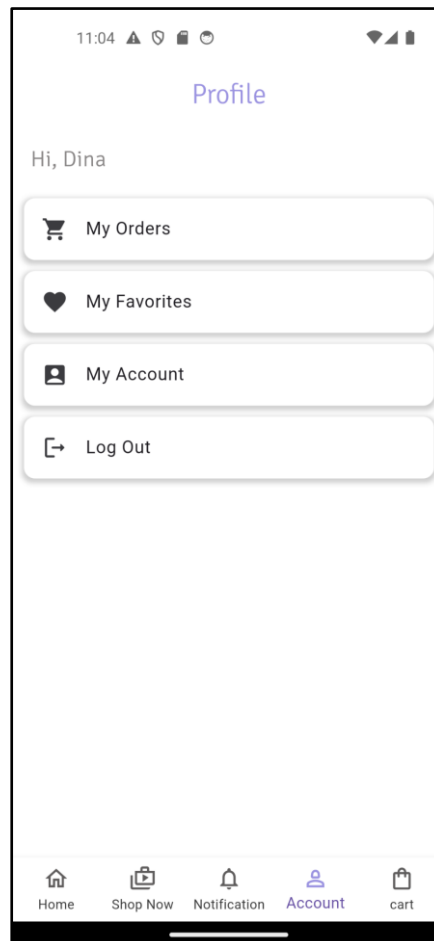 11:04
Profile
Hi, Dina
My Orders
My Favorites
My Account
Log Out
Home Shop Now Notification Account cart